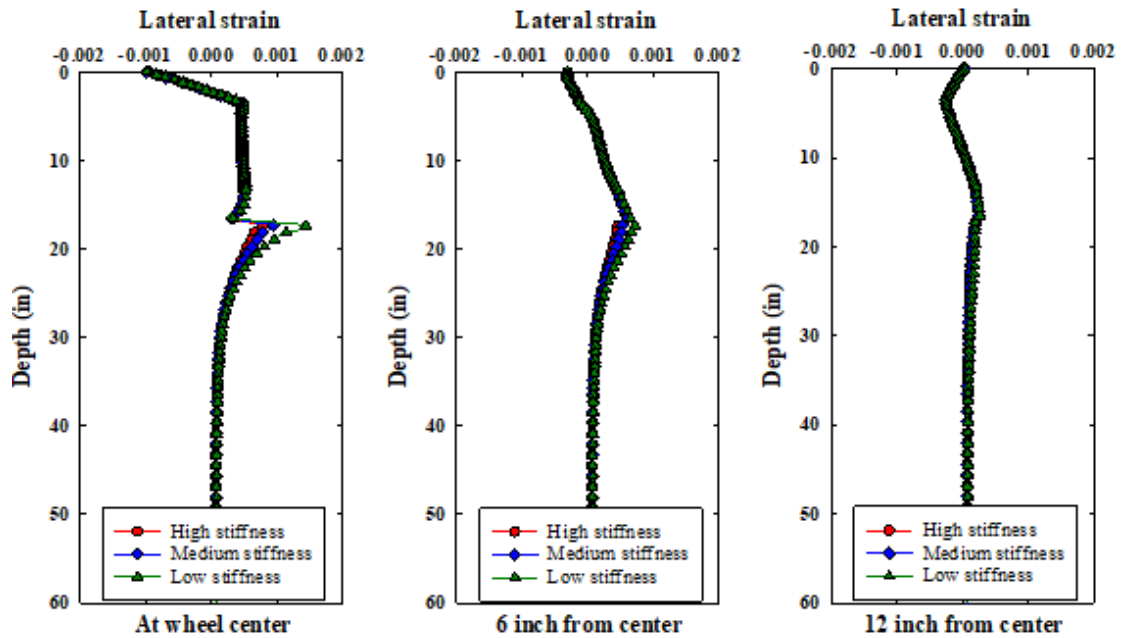 Lateral strain
-0.002 -0.001 0.000 0.001 0.002
0
10
20
30
40
50
60
Depth (in)
High stiffness
Medium stiffness
Low stiffness
At wheel center
Lateral strain
-0.002 -0.001 0.000 0.001 0.002
0
10
20
30
40
50
60
Depth (in)
High stiffness
Medium stiffness
Low stiffness
6 inch from center
Lateral strain
-0.002 -0.001 0.000 0.001 0.002
0
10
20
30
40
50
60
Depth (in)
High stiffness
Medium stiffness
Low stiffness
12 inch from center